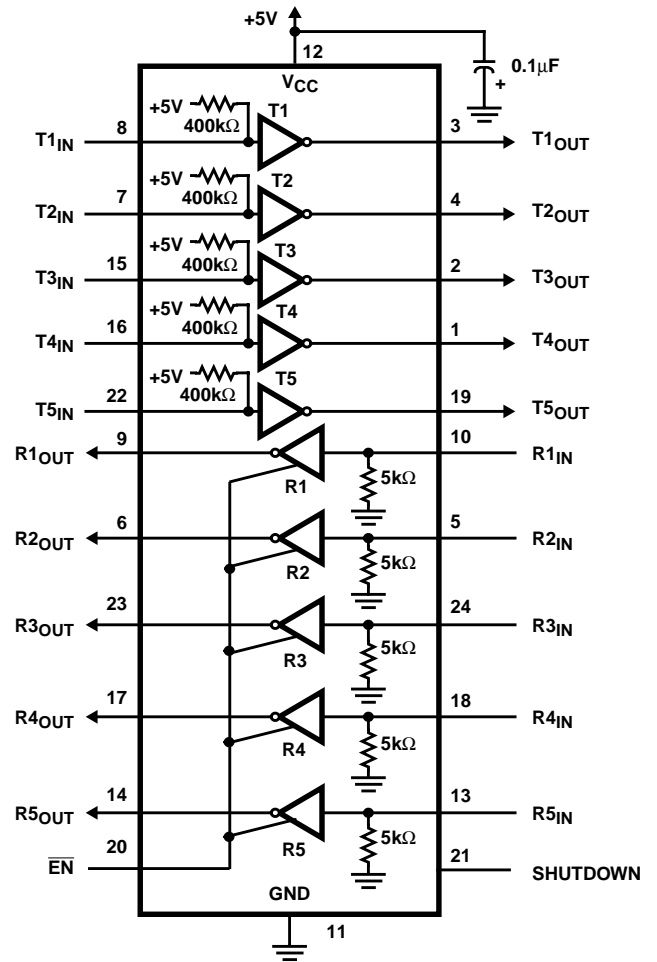 +5V
12
0.1µF
+
VCC
+5V
400kΩ
T1
T1IN
8
3
T1OUT
+5V
400kΩ
T2
T2IN
7
4
T2OUT
+5V
400kΩ
T3
T3IN
15
2
T3OUT
+5V
400kΩ
T4
T4IN
16
1
T4OUT
+5V
400kΩ
T5
T5IN
22
19
T5OUT
R1OUT
9
10
R1IN
R1
5kΩ
R2OUT
6
5
R2IN
R2
5kΩ
R3OUT
23
24
R3IN
R3
5kΩ
R4OUT
17
18
R4IN
R4
5kΩ
R5OUT
14
13
R5IN
R5
5kΩ
EN
20
21
SHUTDOWN
GND
11